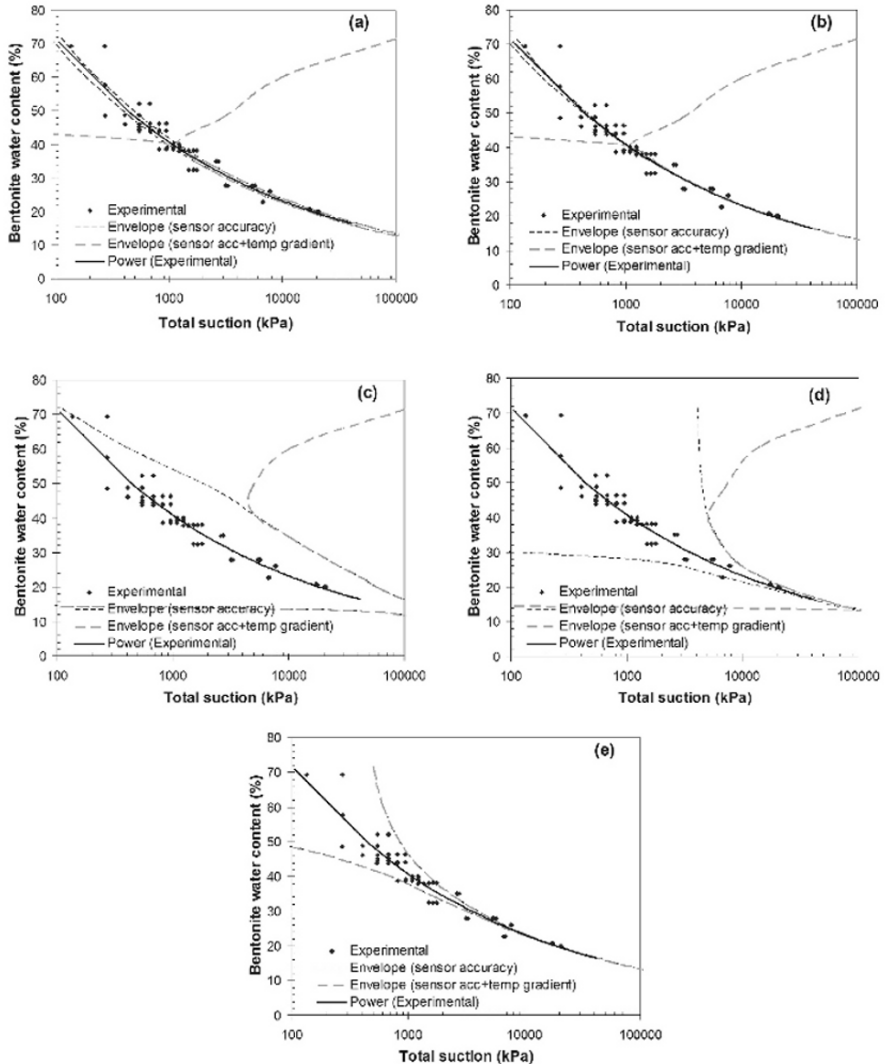 (a)
Bentonite water content (%)
80
70
60
50
40
30
20
10
0
Experimental
Envelope (sensor accuracy)
Envelope (sensor acc+temp gradient)
Power (Experimental)
100
1000
10000
100000
Total suction (kPa)
(b)
Bentonite water content (%)
80
70
60
50
40
30
20
10
0
Experimental
Envelope (sensor accuracy)
Envelope (sensor acc+temp gradient)
Power (Experimental)
100
1000
10000
100000
Total suction (kPa)
(c)
Bentonite water content (%)
80
70
60
50
40
30
20
10
0
Experimental
Envelope (sensor accuracy)
Envelope (sensor acc+temp gradient)
Power (Experimental)
100
1000
10000
100000
Total suction (kPa)
(d)
Bentonite water content (%)
80
70
60
50
40
30
20
10
0
Experimental
Envelope (sensor accuracy)
Envelope (sensor acc+temp gradient)
Power (Experimental)
100
1000
10000
100000
Total suction (kPa)
(e)
Bentonite water content (%)
80
70
60
50
40
30
20
10
0
Experimental
Envelope (sensor accuracy)
Envelope (sensor acc+temp gradient)
Power (Experimental)
100
1000
10000
100000
Total suction (kPa)